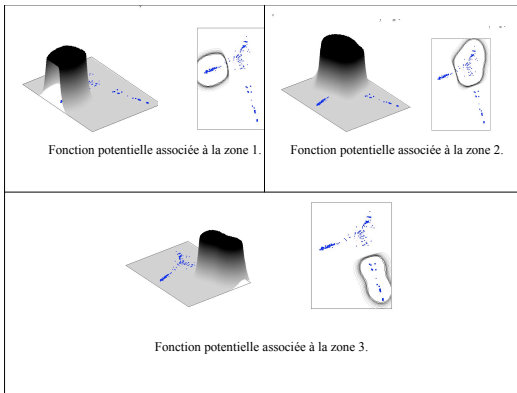 Fonction potentielle associée à la zone 1.
Fonction potentielle associée à la zone 2.
Fonction potentielle associée à la zone 3.